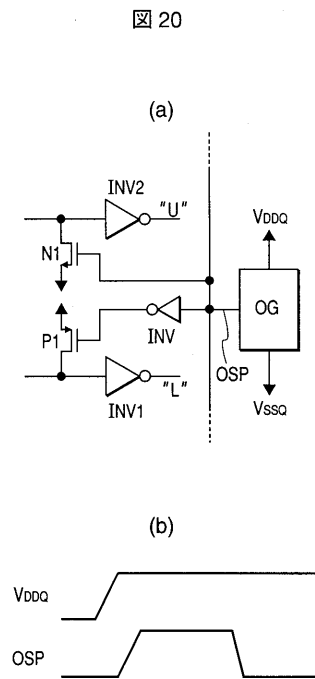 図 20
(a)
INV2
"U"
N1
VDDQ
OG
P1
INV
OSP
"L"
INV1
VSSQ
(b)
VDDQ
OSP